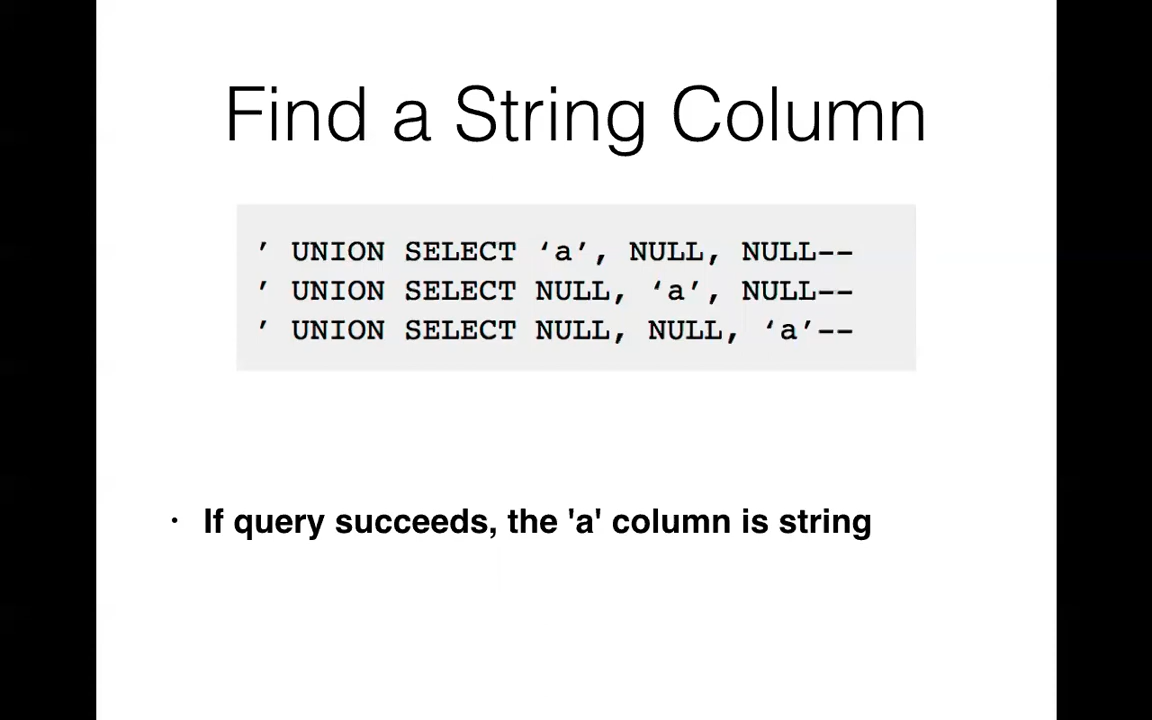 Find a String Column
’ UNION SELECT ‘a’, NULL, NULL--
’ UNION SELECT NULL, ‘a’, NULL--
’ UNION SELECT NULL, NULL, ‘a’--
• If query succeeds, the 'a' column is string